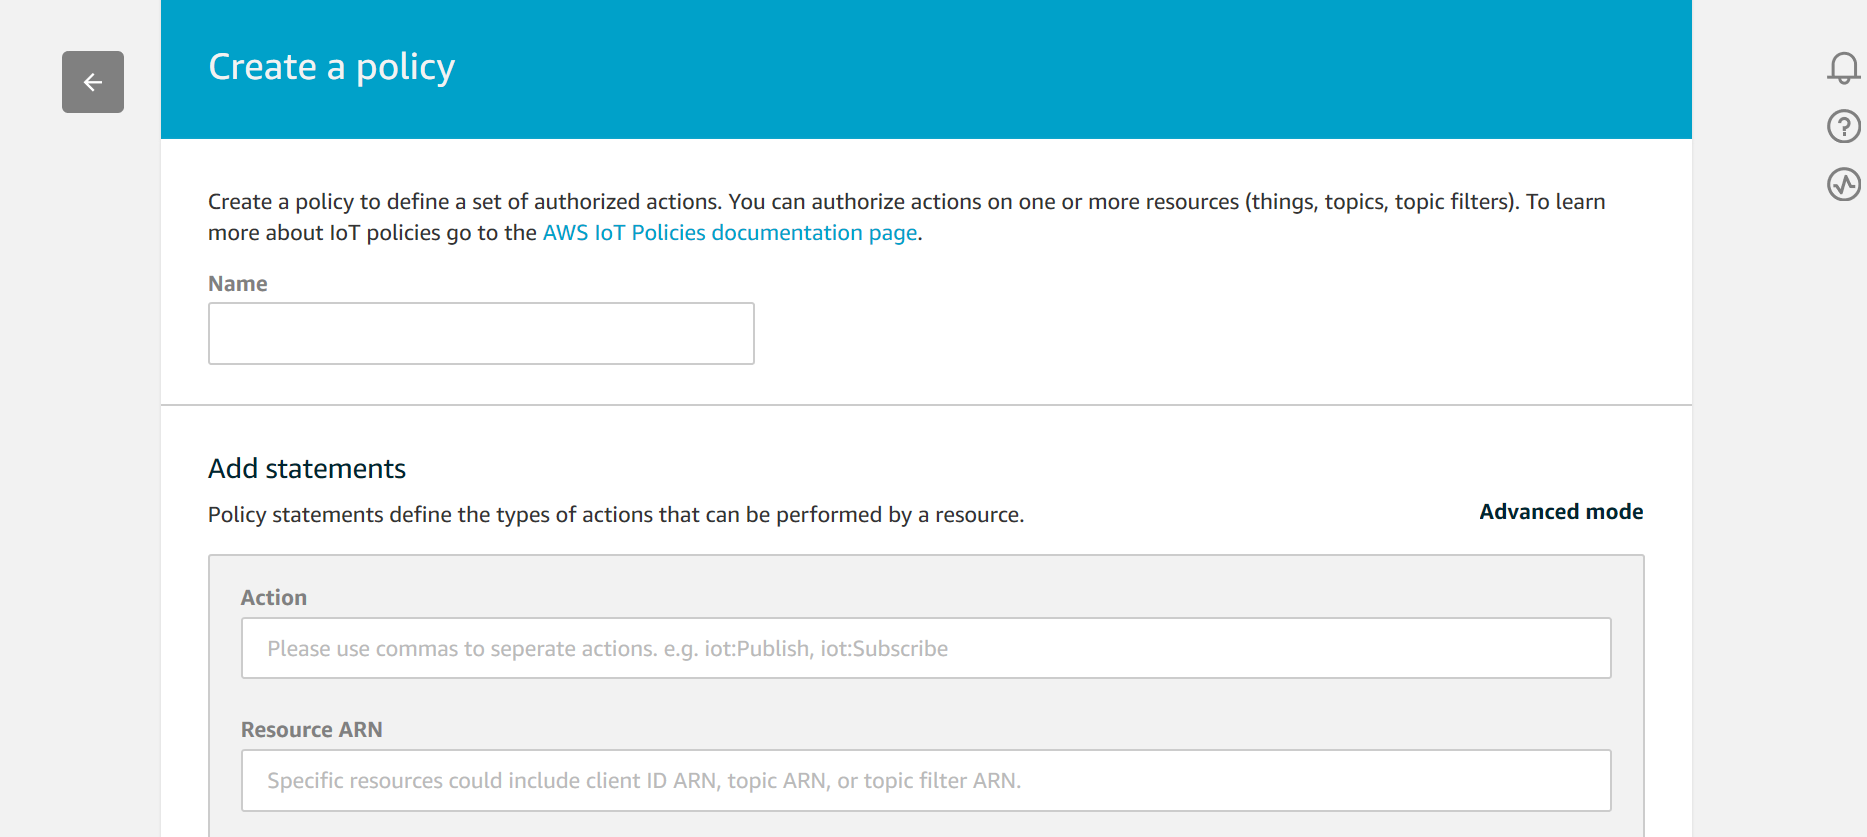 Create a policy
Create a policy to define a set of authorized actions. You can authorize actions on one or more resources (things, topics, topic filters). To learn
more about IoT policies go to the AWS IoT Policies documentation page.
Name
Add statements
Policy statements define the types of actions that can be performed by a resource.
Advanced mode
Action
Please use commas to seperate actions. e.g. iot:Publish, iot:Subscribe
Resource ARN
Specific resources could include client ID ARN, topic ARN, or topic filter ARN.